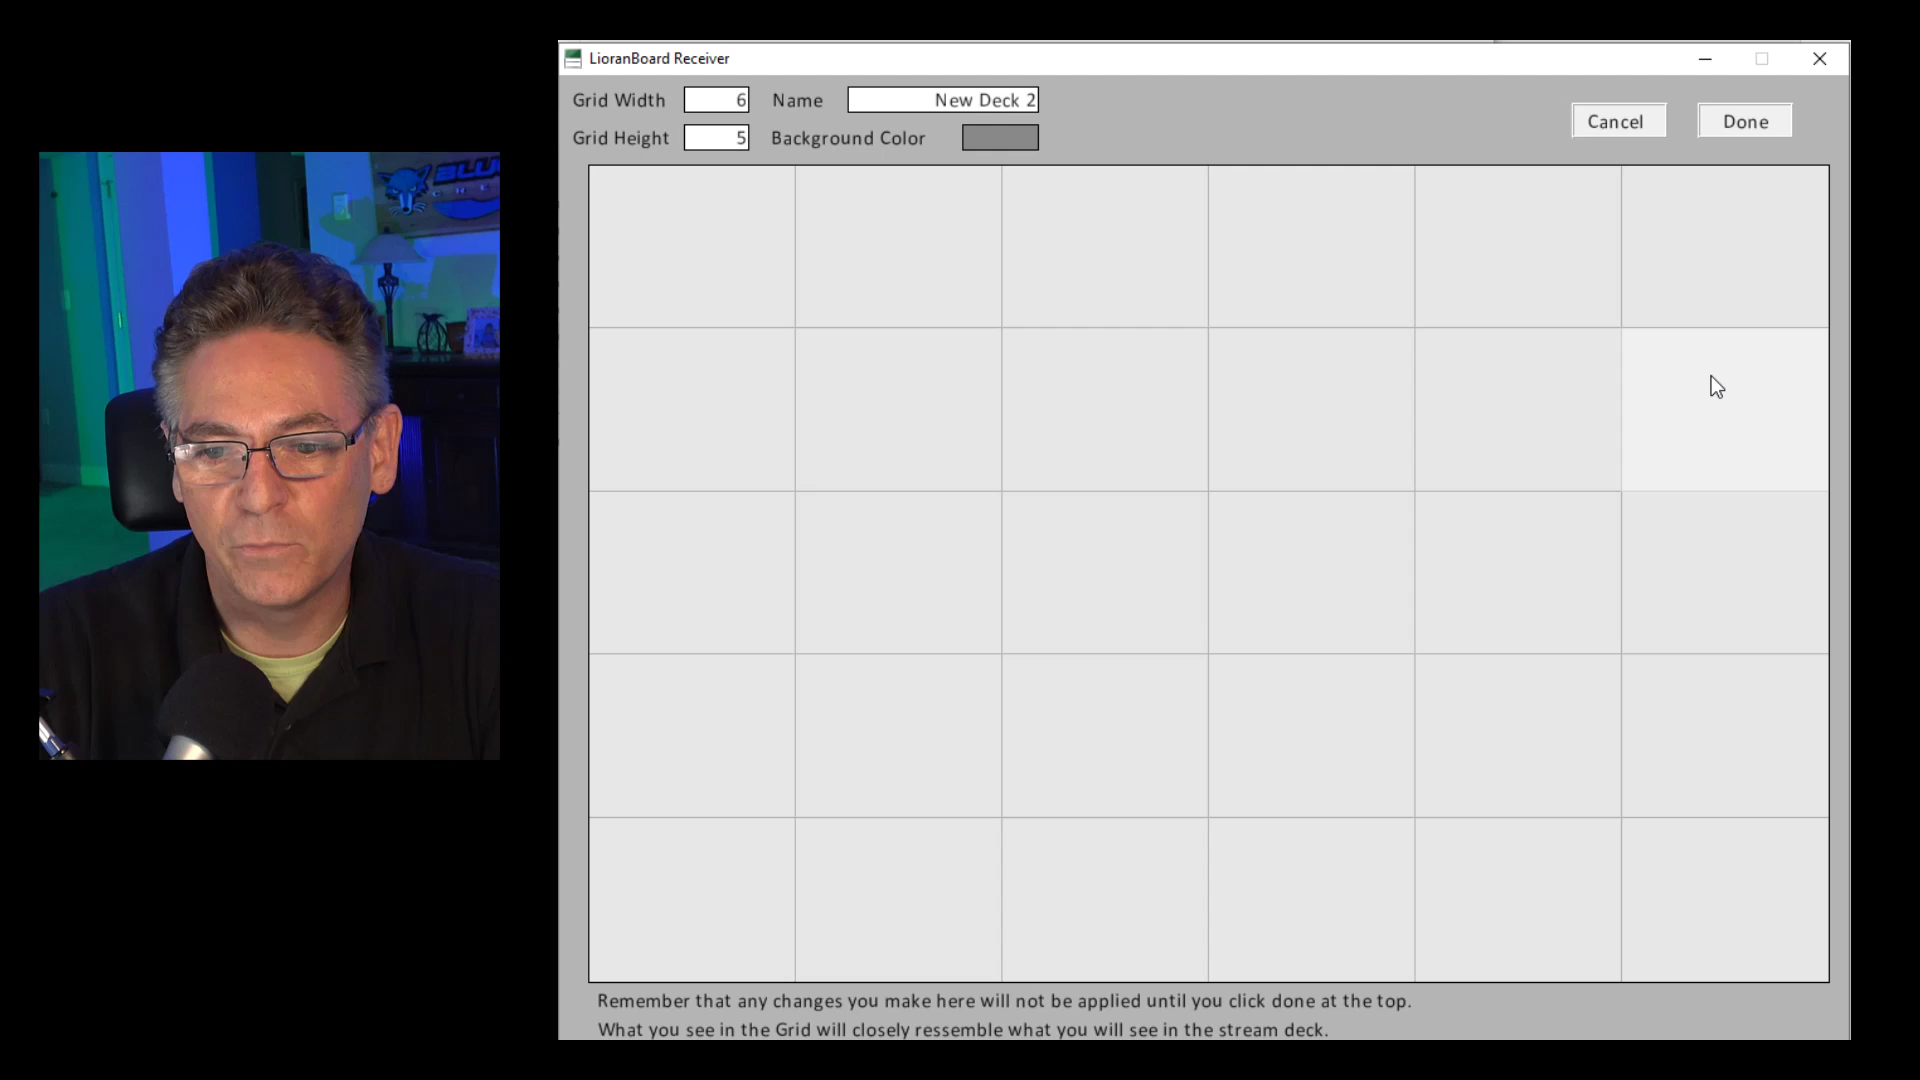 LioranBoard Receiver
Grid Width 6 Name New Deck 2
Cancel Done
Grid Height 5 Background Color
Remember that any changes you make here will not be applied until you click done at the top.
What you see in the Grid will closely ressemble what you will see in the stream deck.